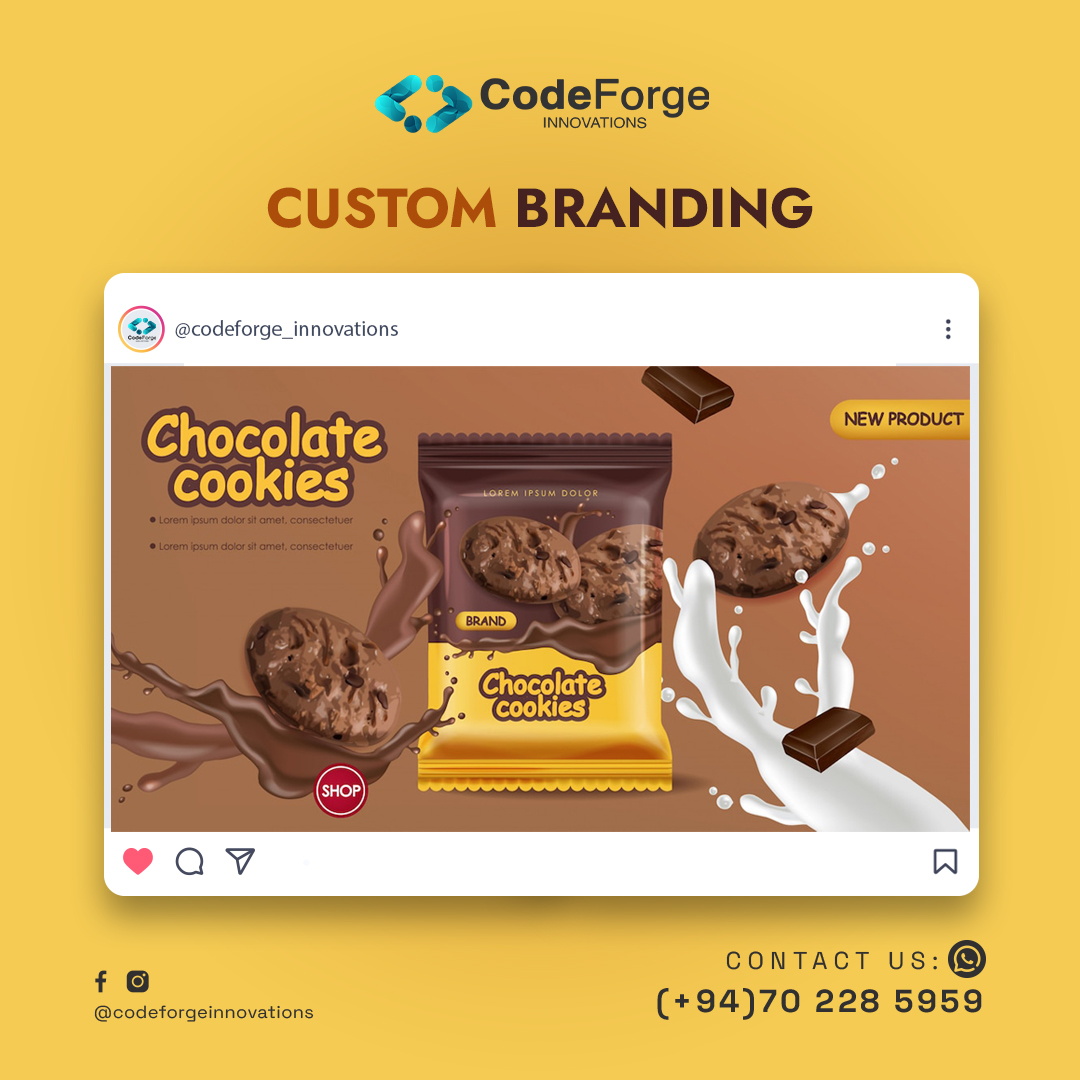 CodeForge
INNOVATIONS
CUSTOM BRANDING
@codeforge_innovations
Chocolate
cookies
Lorem ipsum dolor sit amet, consectetuer
Lorem ipsum dolor sit amet, consectetuer
NEW PRODUCT
LOREM IPSUM DOLOR
BRAND
Chocolate
cookies
SHOP
@codeforgeinnovations
CONTACT US:
(+94)70 228 5959